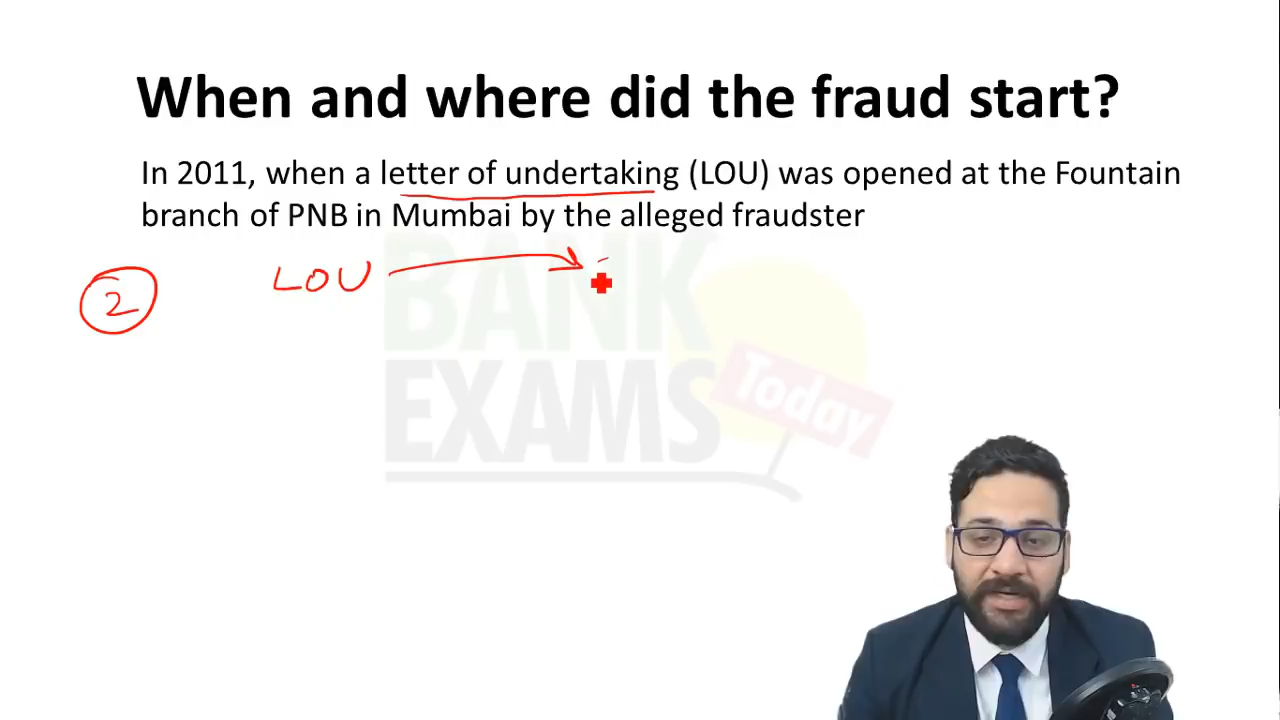 When and where did the fraud start?
In 2011, when a letter of undertaking (LOU) was opened at the Fountain
branch of PNB in Mumbai by the alleged fraudster
2 LOU
BANK
EXAMS
Today